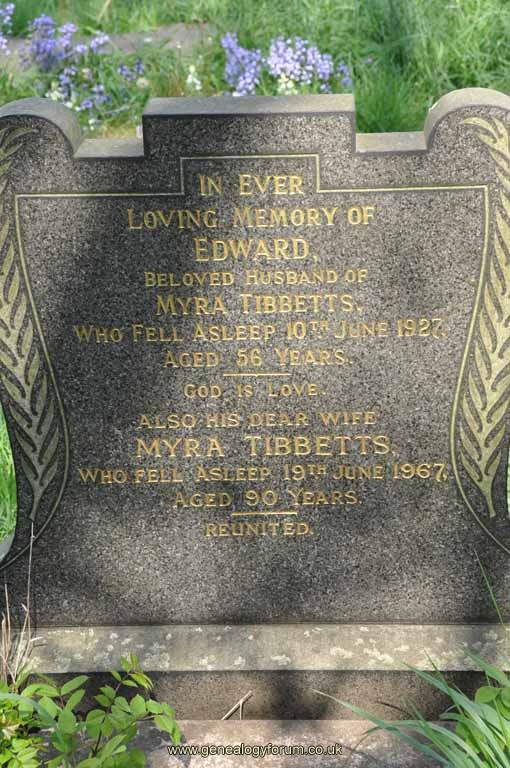 IN EVER
LOVING MEMORY OF
EDWARD,
BELOVED HUSBAND OF
MYRA TIBBETTS,
WHO FELL ASLEEP 10TH JUNE 1927,
AGED 56 YEARS.
GOD IS LOVE.
ALSO HIS DEAR WIFE
MYRA TIBBETTS,
WHO FELL ASLEEP 19TH JUNE 1967,
AGED 90 YEARS.
REUNITED.
www.genealogyforum.co.uk